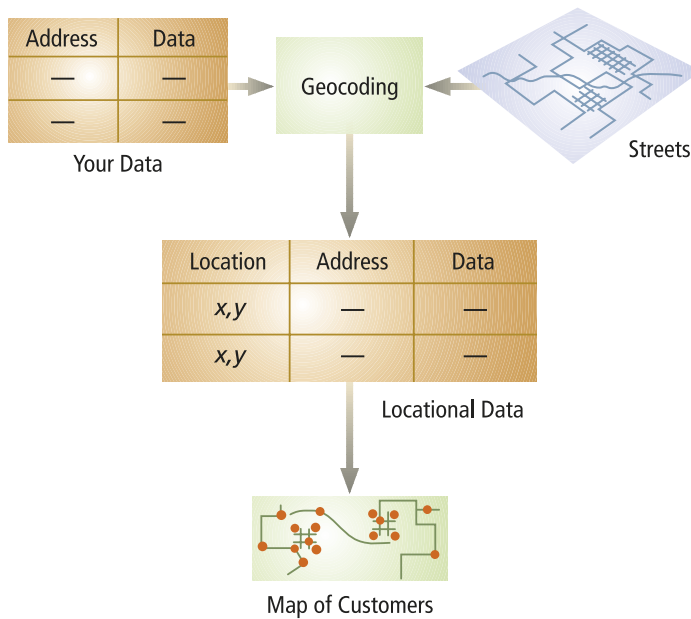 Address Data
— —
— —
Your Data
Geocoding
Streets
Location Address Data
x,y — —
x,y — —
Locational Data
Map of Customers